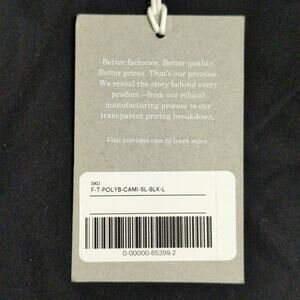 Better factories. Better quality.
Better prices. That's our promise.
We reveal the story behind every
product—from our ethical
manufacturing process to our
transparent pricing breakdown.
Visit everlane.com to learn more.
SKU
F-T-POLYB-CAMI-SL-BLK-L
0-00000-65399-2